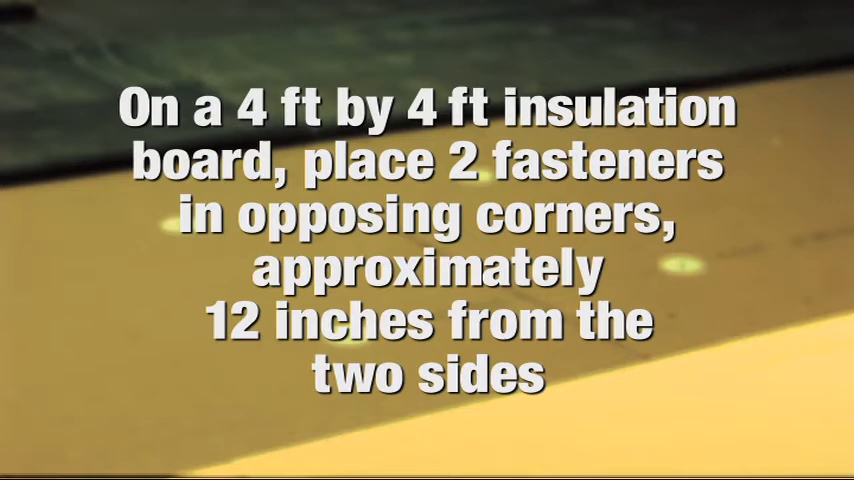 On a 4 ft by 4 ft insulation
board, place 2 fasteners
in opposing corners,
approximately
12 inches from the
two sides